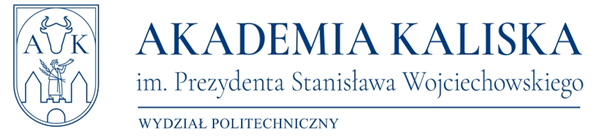 A K
AKADEMIA KALISKA
im. Prezydenta Stanisława Wojciechowskiego
WYDZIAŁ POLITECHNICZNY